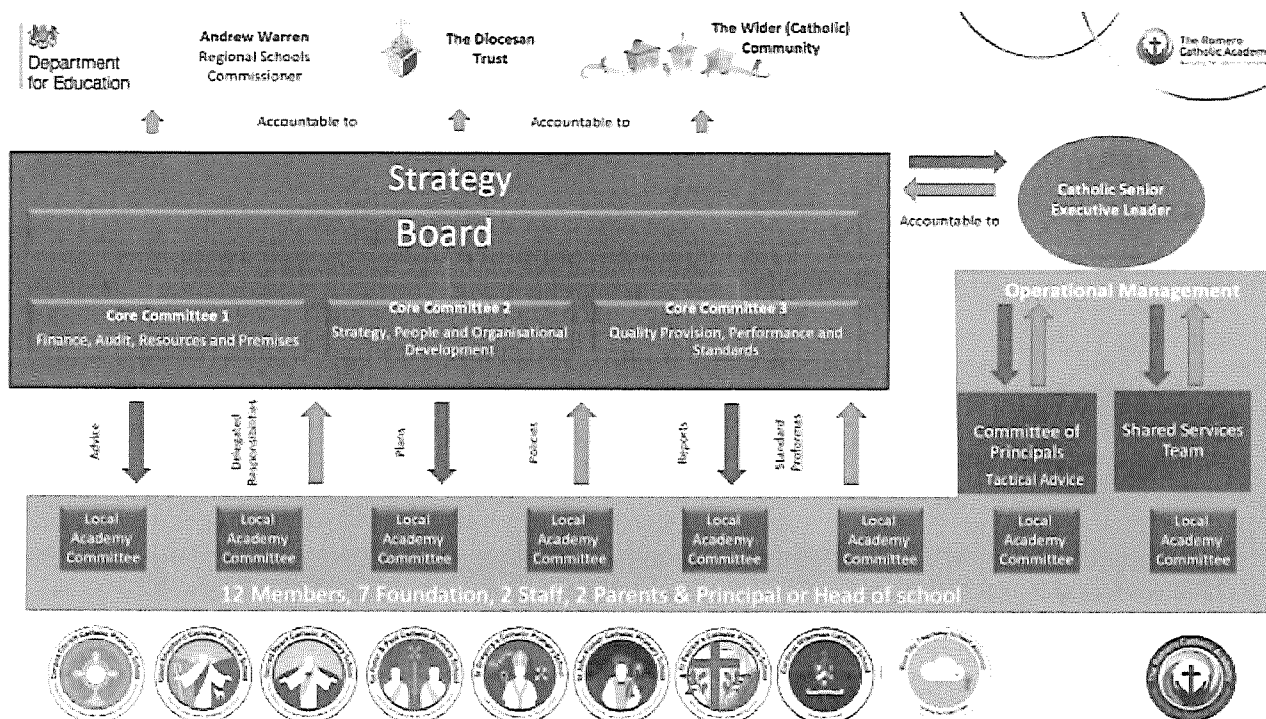 Department
for Education
Andrew Warren
Regional Schools
Commissioner
The Diocesan
Trust
The Wider (Catholic)
Community
The Romero
Catholic Academy
Accountable to
Accountable to
Strategy
Board
Core Committee 1
Finance, Audit, Resources and Premises
Core Committee 2
Strategy, People and Organisational
Development
Core Committee 3
Quality Provision, Performance and
Standards
Accountable to
Catholic Senior
Executive Leader
Operational Management
Committee of
Principals
Tactical Advice
Shared Services
Team
Advice
Delegated
Responsibilities
Plans
Policies
Reports
Standard
Proformas
Local
Academy
Committee
Local
Academy
Committee
Local
Academy
Committee
Local
Academy
Committee
Local
Academy
Committee
Local
Academy
Committee
Local
Academy
Committee
Local
Academy
Committee
12 Members, 7 Foundation, 2 Staff, 2 Parents & Principal or Head of school